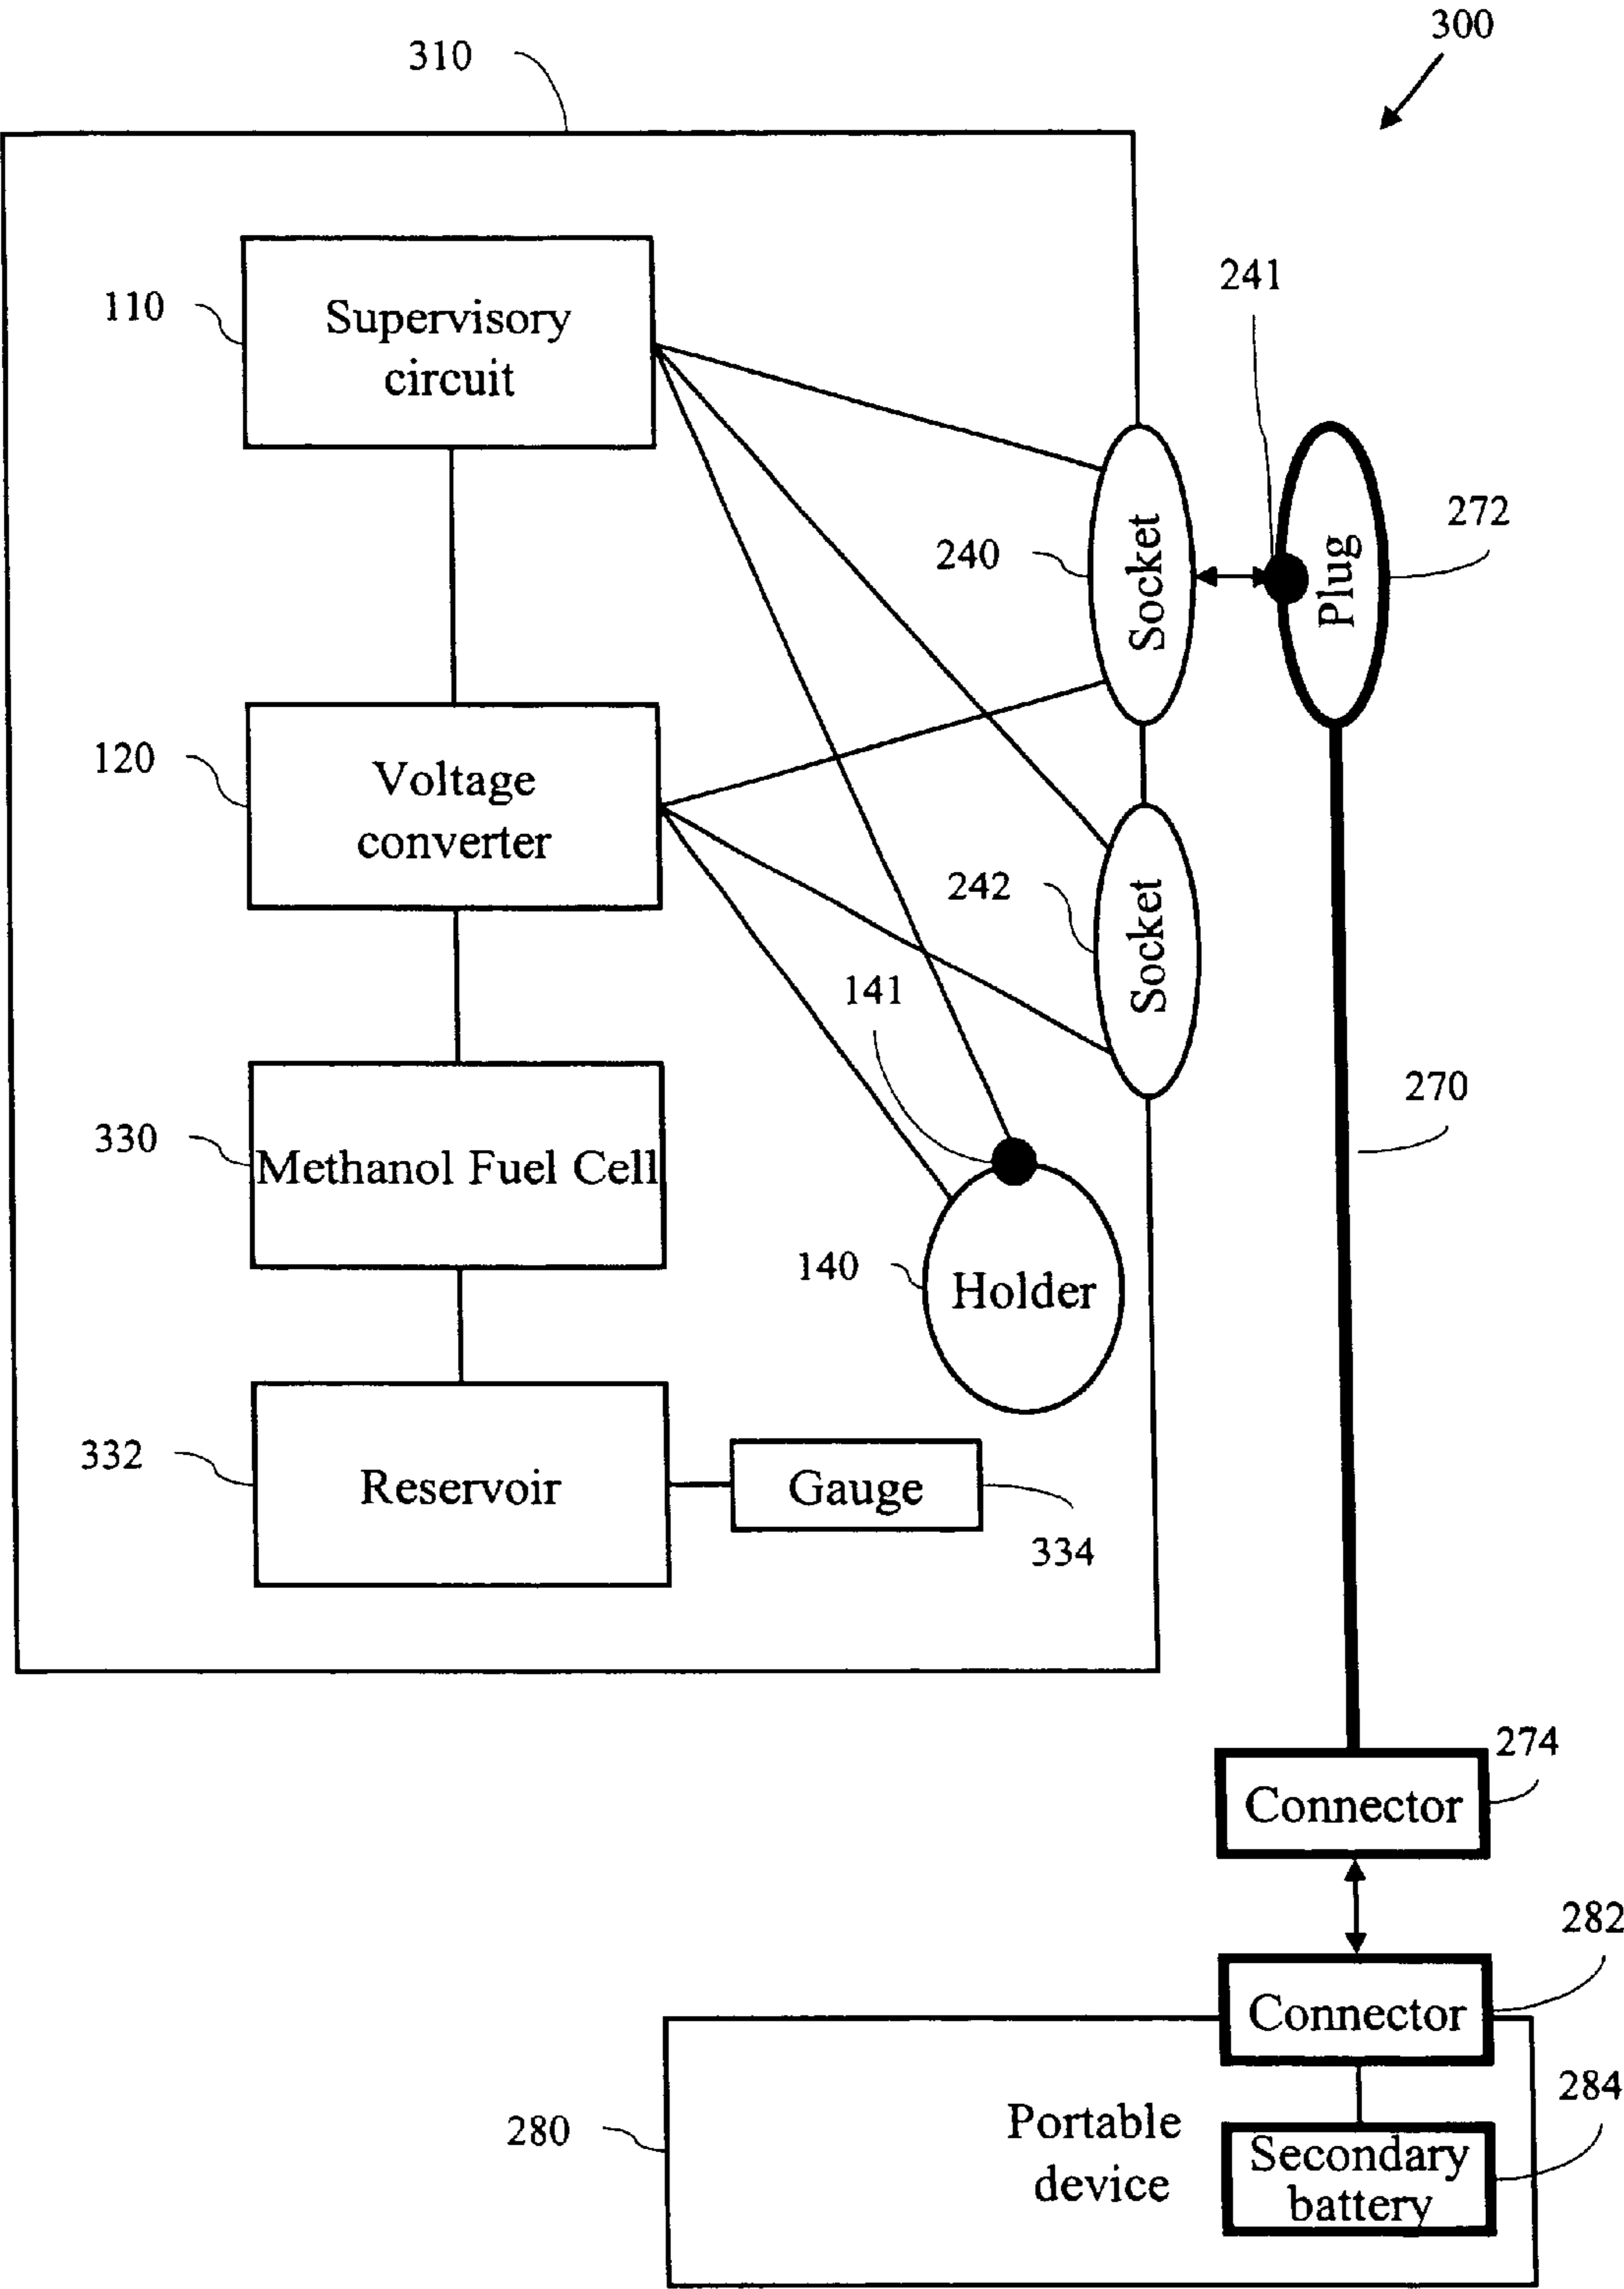 300
310
241
110
Supervisory
circuit
272
240
Socket
Plug
120
Voltage
converter
242
Socket
141
270
330
Methanol Fuel Cell
140
Holder
332
Reservoir
Gauge
334
274
Connector
282
Connector
284
280
Portable
device
Secondary
battery